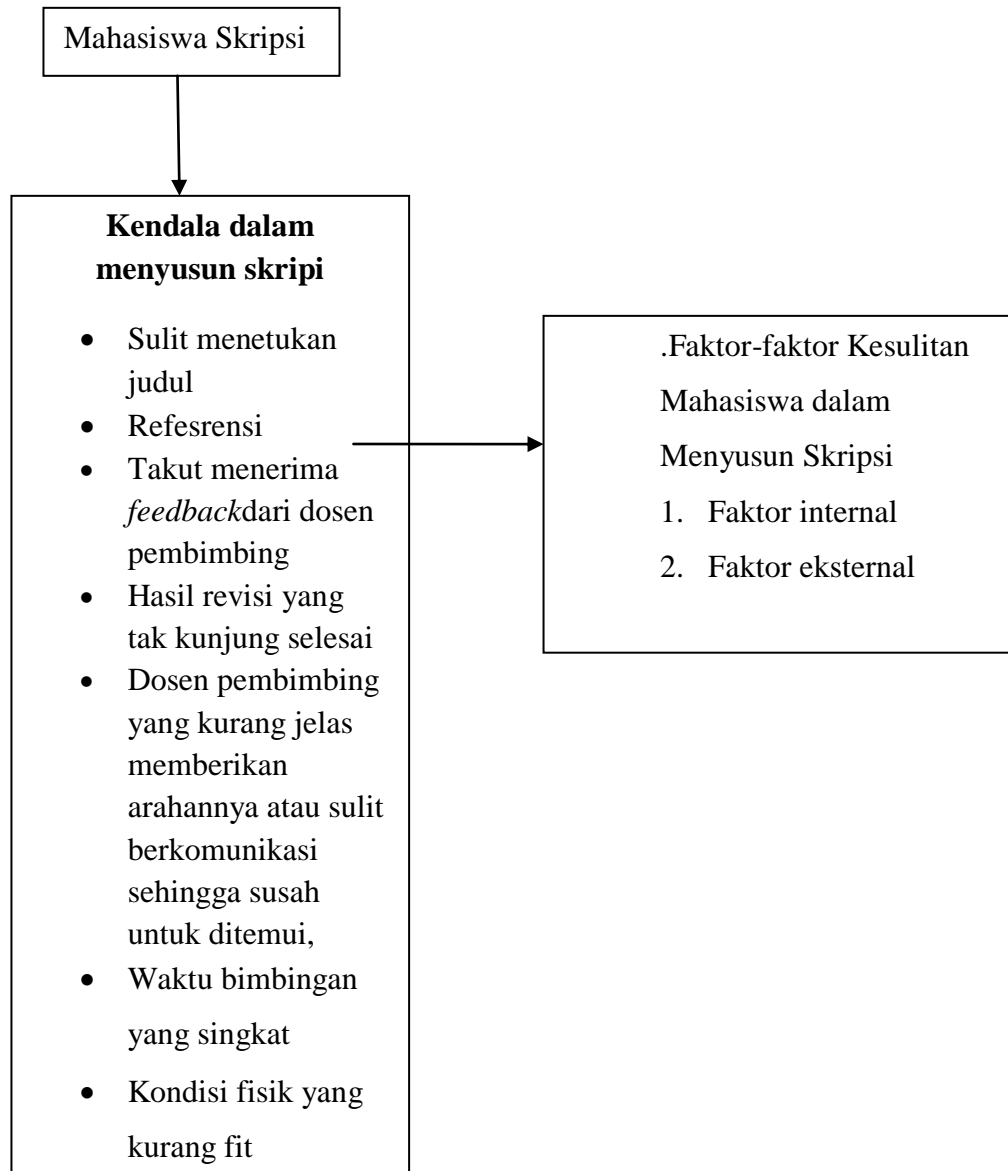 Mahasiswa Skripsi
Kendala dalam
menyusun skripi
• Sulit menetukan
judul
• Refesrensi
• Takut menerima
feedbackdari dosen
pembimbing
• Hasil revisi yang
tak kunjung selesai
• Dosen pembimbing
yang kurang jelas
memberikan
arahannya atau sulit
berkomunikasi
sehingga susah
untuk ditemui,
• Waktu bimbingan
yang singkat
• Kondisi fisik yang
kurang fit
.Faktor-faktor Kesulitan
Mahasiswa dalam
Menyusun Skripsi
1. Faktor internal
2. Faktor eksternal